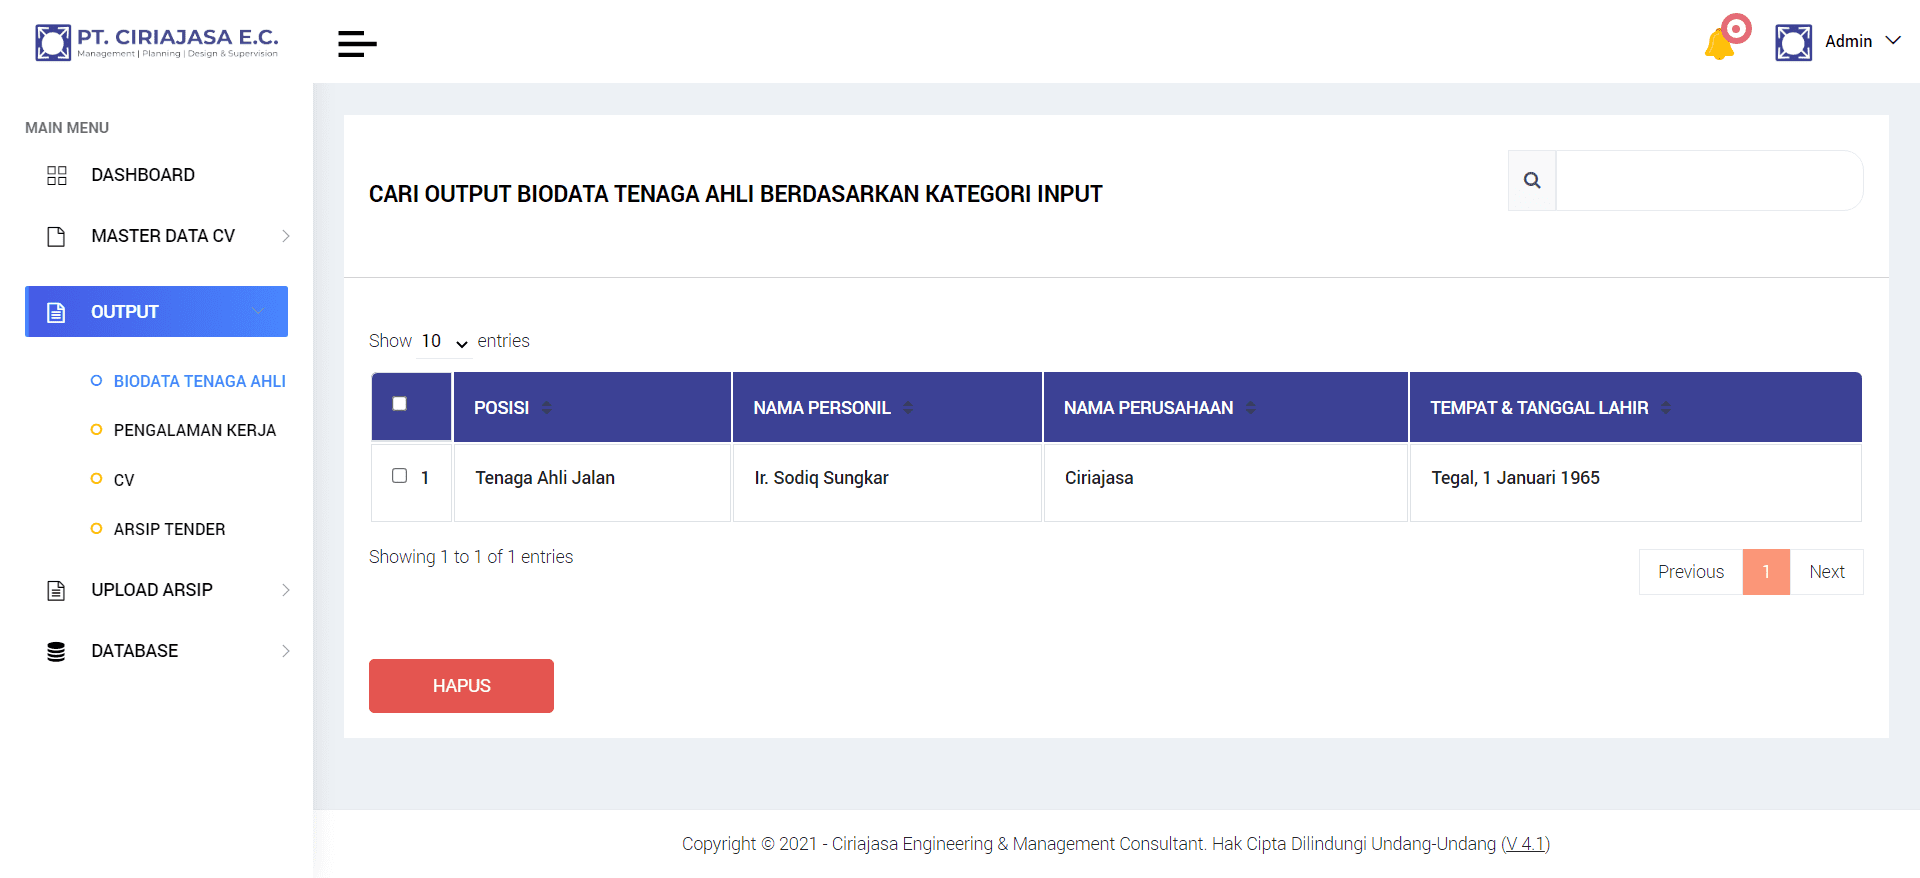 PT. CIRIAJASA E.C.
Management | Planning | Design & Supervision
Admin
MAIN MENU
DASHBOARD
MASTER DATA CV
OUTPUT
BIODATA TENAGA AHLI
PENGALAMAN KERJA
CV
ARSIP TENDER
UPLOAD ARSIP
DATABASE
CARI OUTPUT BIODATA TENAGA AHLI BERDASARKAN KATEGORI INPUT
Show 10 entries
POSISI NAMA PERSONIL NAMA PERUSAHAAN TEMPAT & TANGGAL LAHIR
1 Tenaga Ahli Jalan Ir. Sodiq Sungkar Ciriajasa Tegal, 1 Januari 1965
Showing 1 to 1 of 1 entries
Previous 1 Next
HAPUS
Copyright © 2021 - Ciriajasa Engineering & Management Consultant. Hak Cipta Dilindungi Undang-Undang (V 4.1)